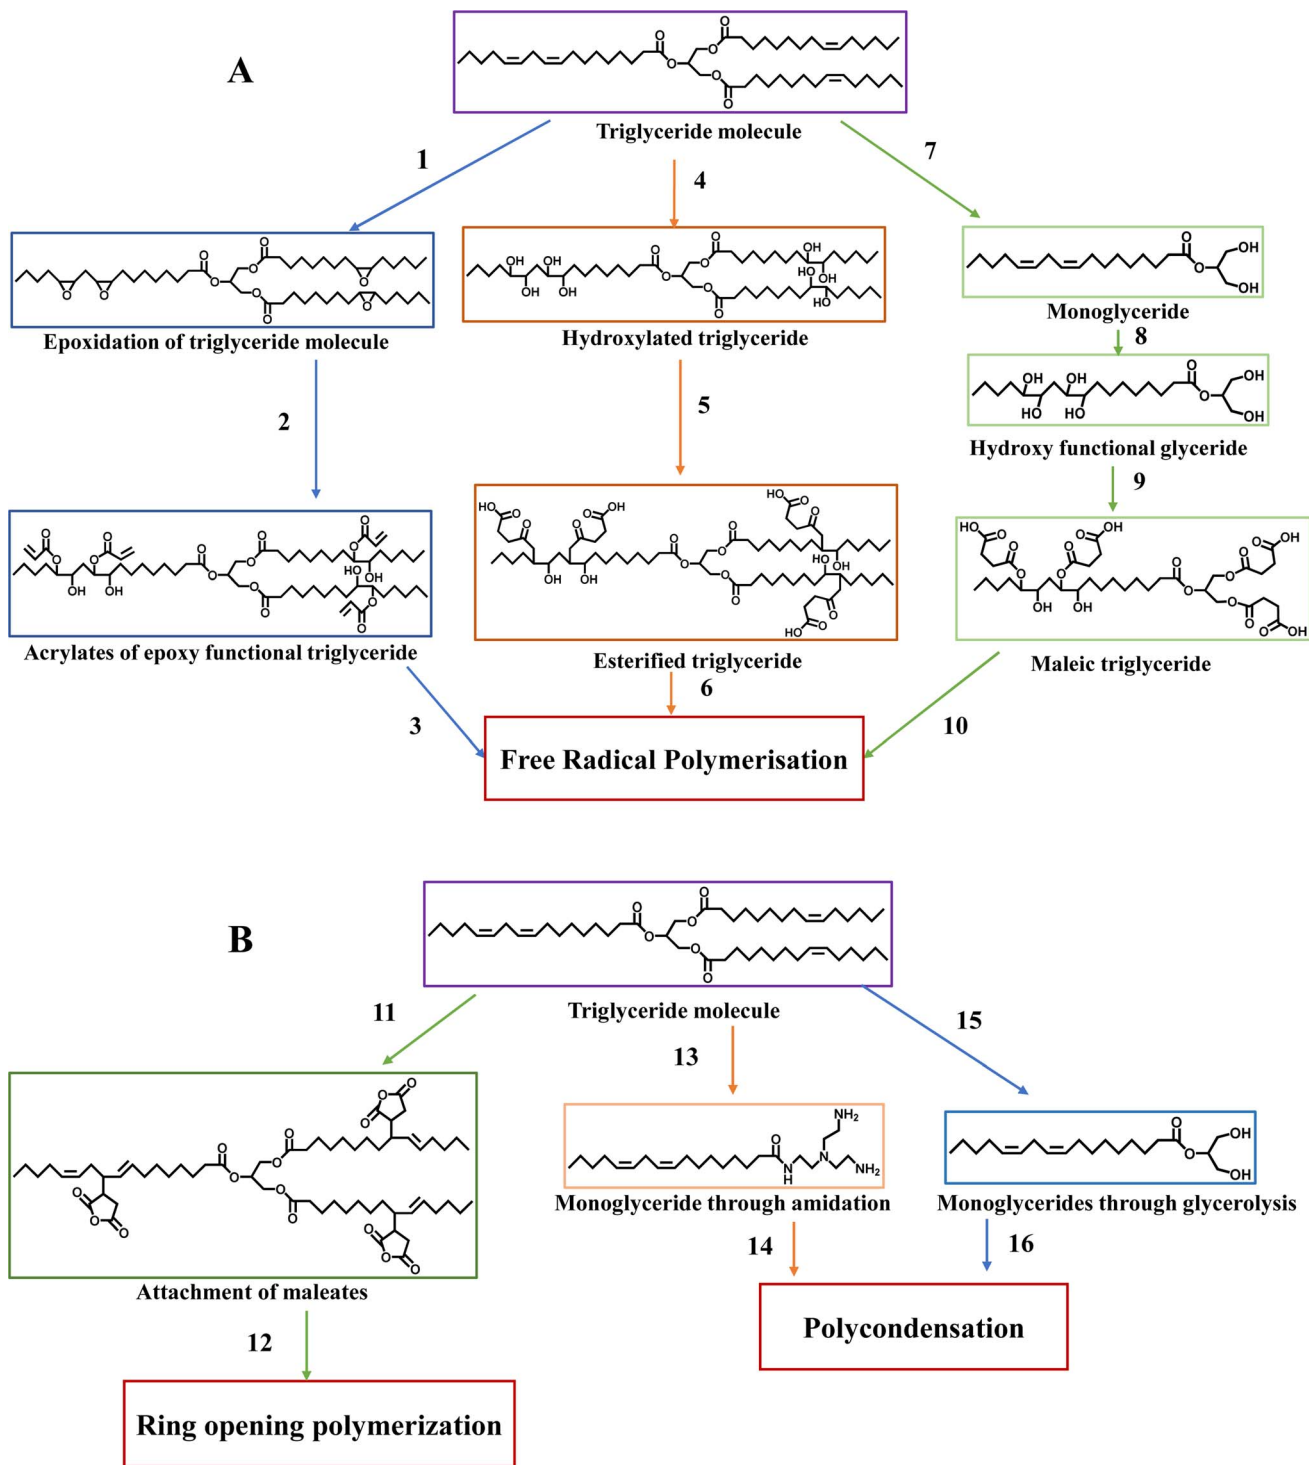 A
Triglyceride molecule
1
4
7
Epoxidation of triglyceride molecule
Hydroxylated triglyceride
Monoglyceride
8
2
5
Hydroxy functional glyceride
9
Acrylates of epoxy functional triglyceride
Esterified triglyceride
Maleic triglyceride
3
6
10
Free Radical Polymerisation
B
Triglyceride molecule
11
13
15
Monoglyceride through amidation
Monoglycerides through glycerolysis
14
16
Attachment of maleates
12
Polycondensation
Ring opening polymerization